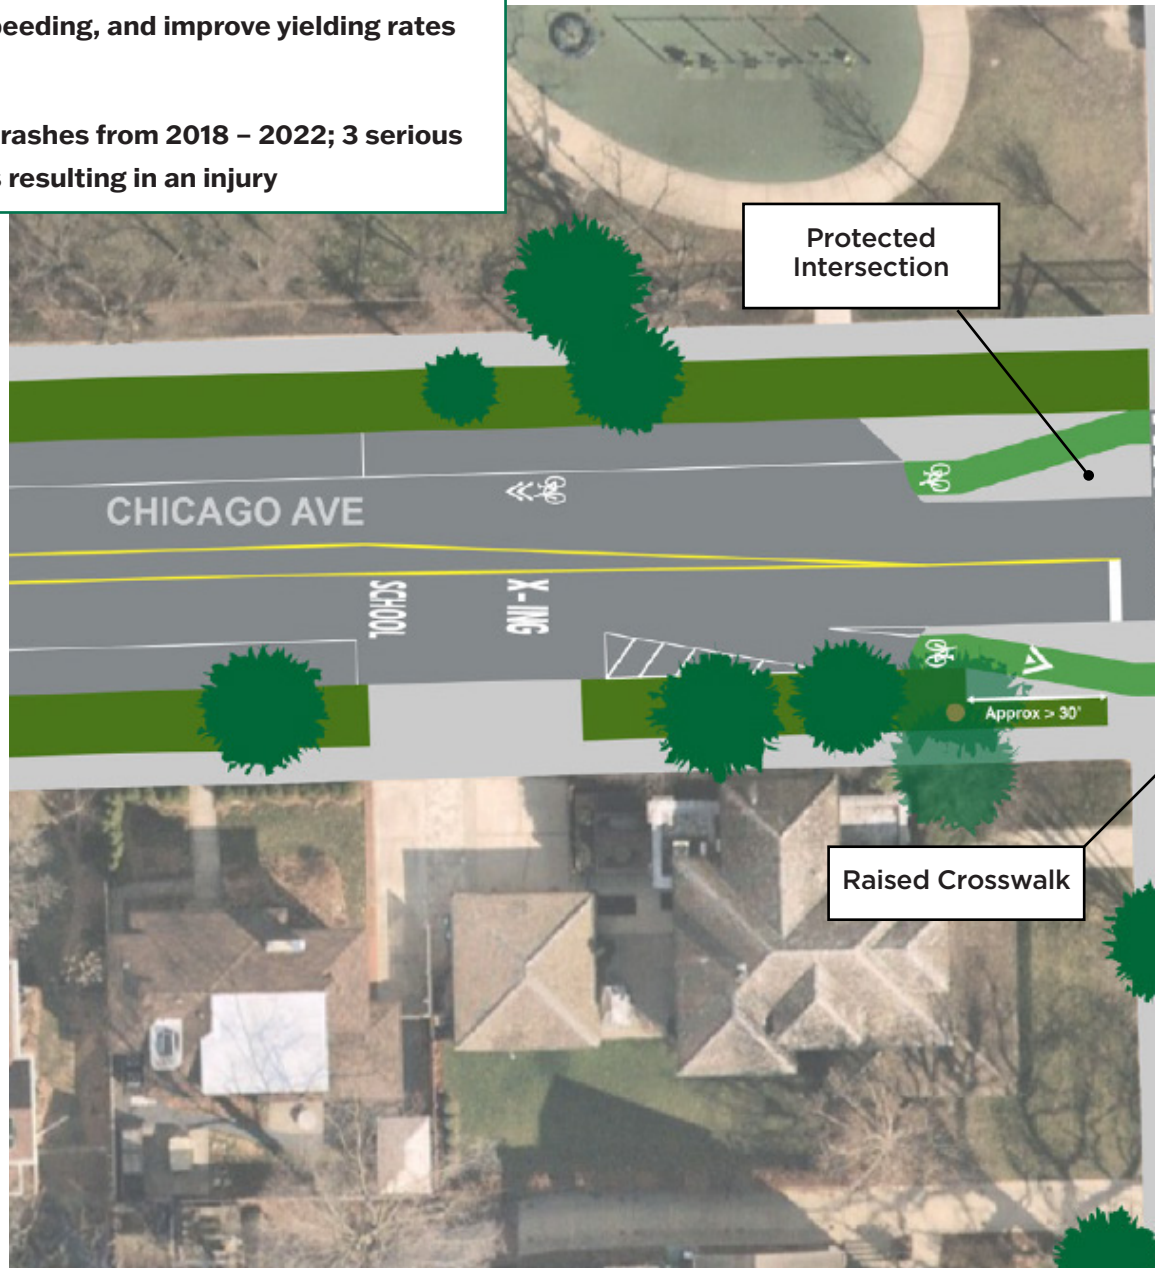 eeding, and improve yielding rates
rashes from 2018 – 2022; 3 serious
s resulting in an injury
Protected
Intersection
CHICAGO AVE
SCHOOL
X-ING
Approx > 30'
Raised Crosswalk